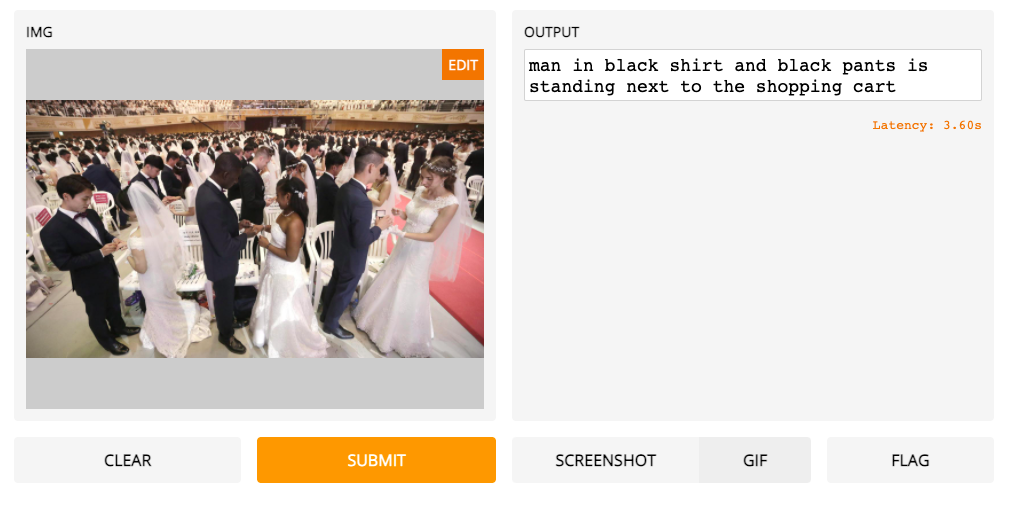 IMG
EDIT
OUTPUT
man in black shirt and black pants is
standing next to the shopping cart
Latency: 3.60s
CLEAR
SUBMIT
SCREENSHOT
GIF
FLAG